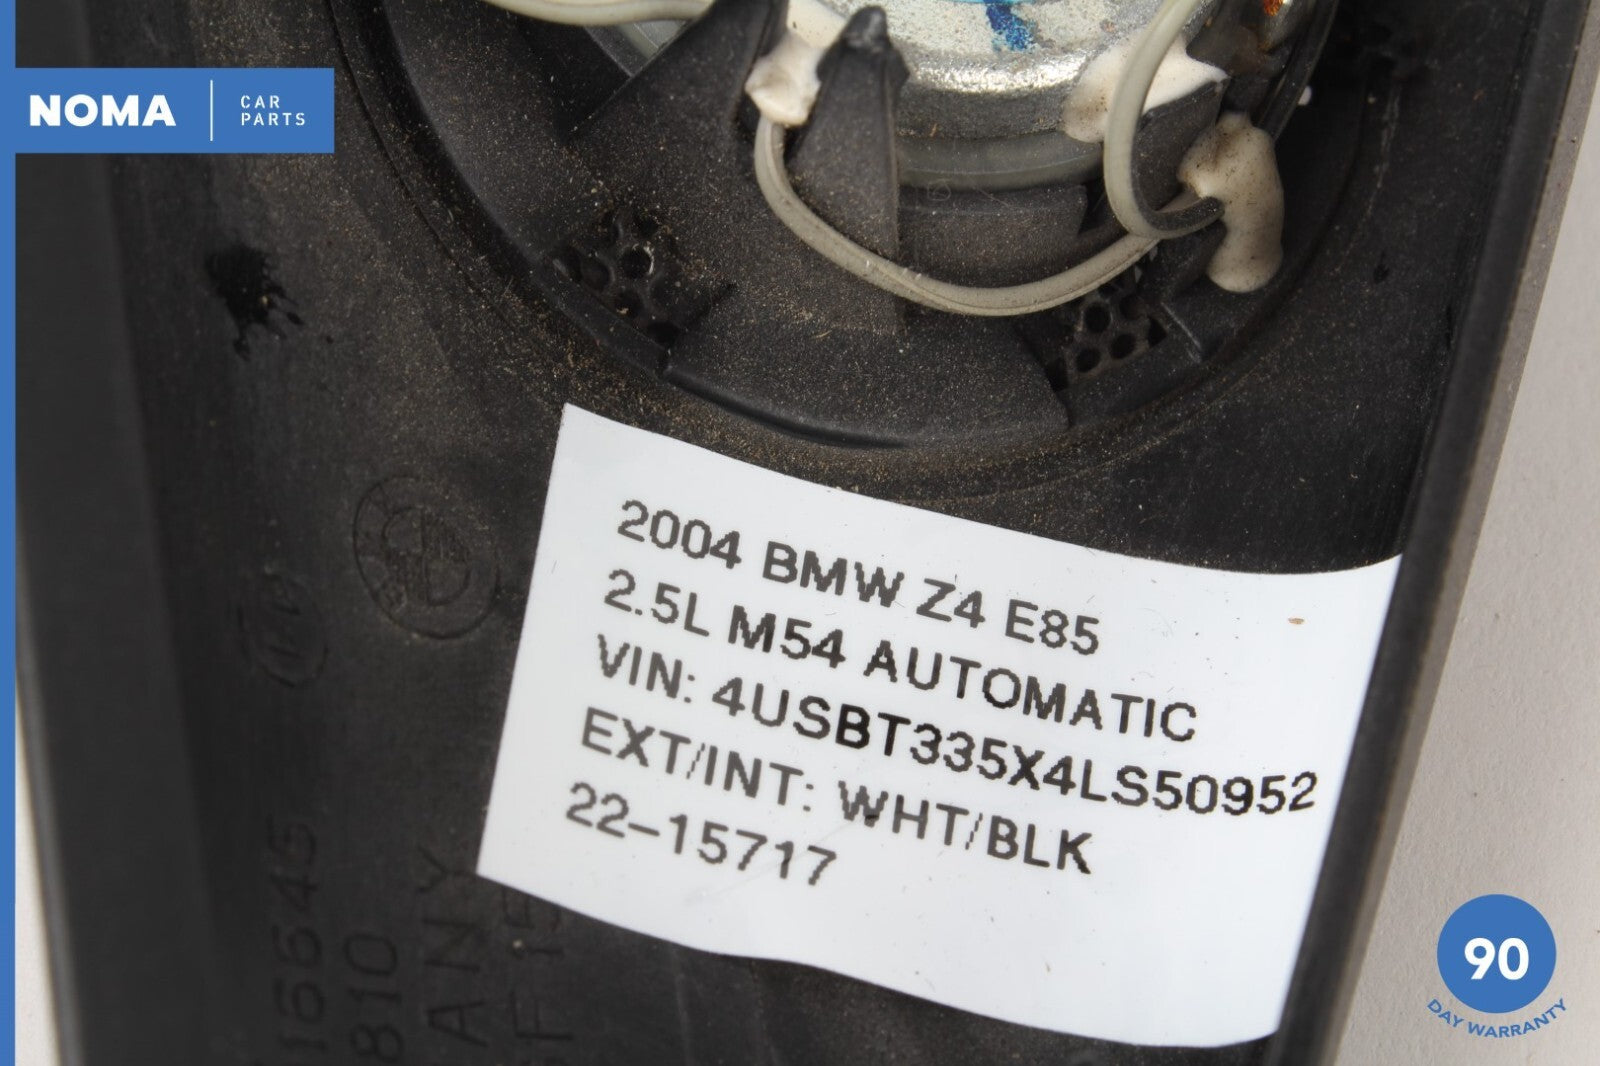 NOMA
CAR
PARTS
2004 BMW Z4 E85
2.5L M54 AUTOMATIC
VIN: 4USBT335X4LS50952
EXT/INT: WHT/BLK
22-15717
90
DAY WARRANTY